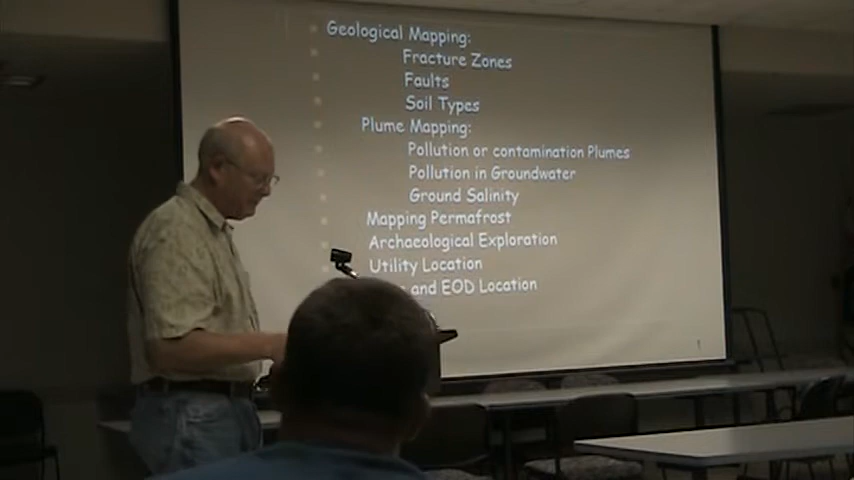 Geological Mapping:
Fracture Zones
Faults
Soil Types
Plume Mapping:
Pollution or contamination Plumes
Pollution in Groundwater
Ground Salinity
Mapping Permafrost
Archaeological Exploration
Utility Location
and EOD Location
1